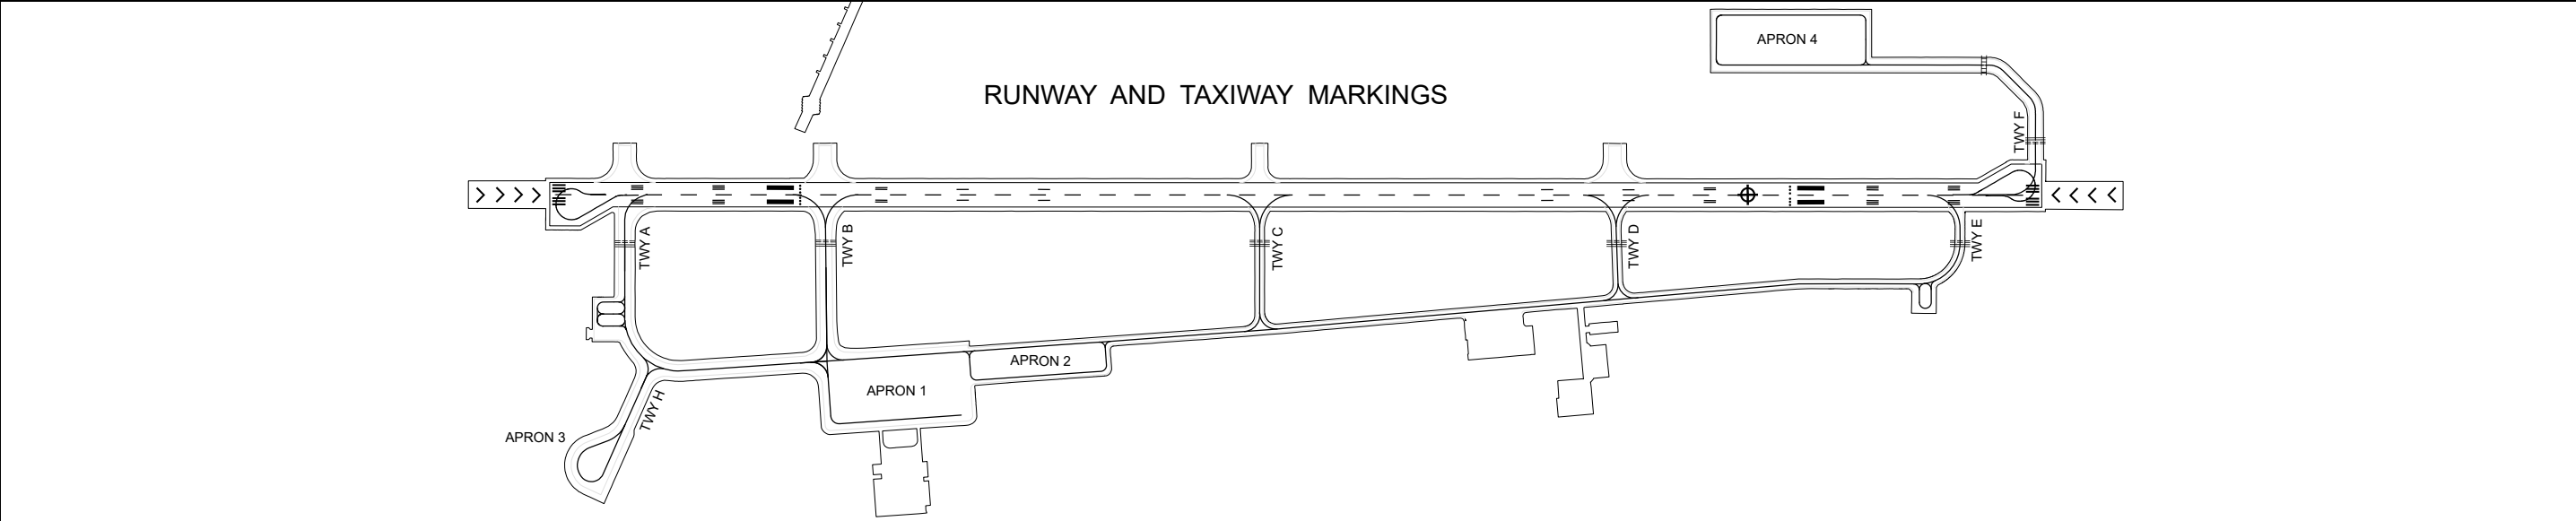 APRON 4
RUNWAY AND TAXIWAY MARKINGS
TWY F
TWY A
TWY B
TWY C
TWY D
TWY E
APRON 2
APRON 1
TWY H
APRON 3